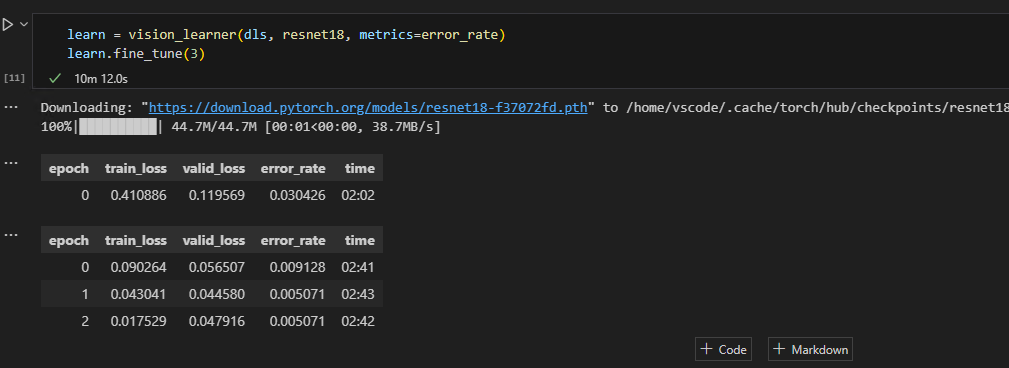 learn = vision_learner(dls, resnet18, metrics=error_rate)
learn.fine_tune(3)
[11] ✓ 10m 12.0s
... Downloading: "https://download.pytorch.org/models/resnet18-f37072fd.pth" to /home/vscode/.cache/torch/hub/checkpoints/resnet18
100%|██████████| 44.7M/44.7M [00:01<00:00, 38.7MB/s]
...
epoch train_loss valid_loss error_rate time
0 0.410886 0.119569 0.030426 02:02
...
epoch train_loss valid_loss error_rate time
0 0.090264 0.056507 0.009128 02:41
1 0.043041 0.044580 0.005071 02:43
2 0.017529 0.047916 0.005071 02:42
+ Code + Markdown